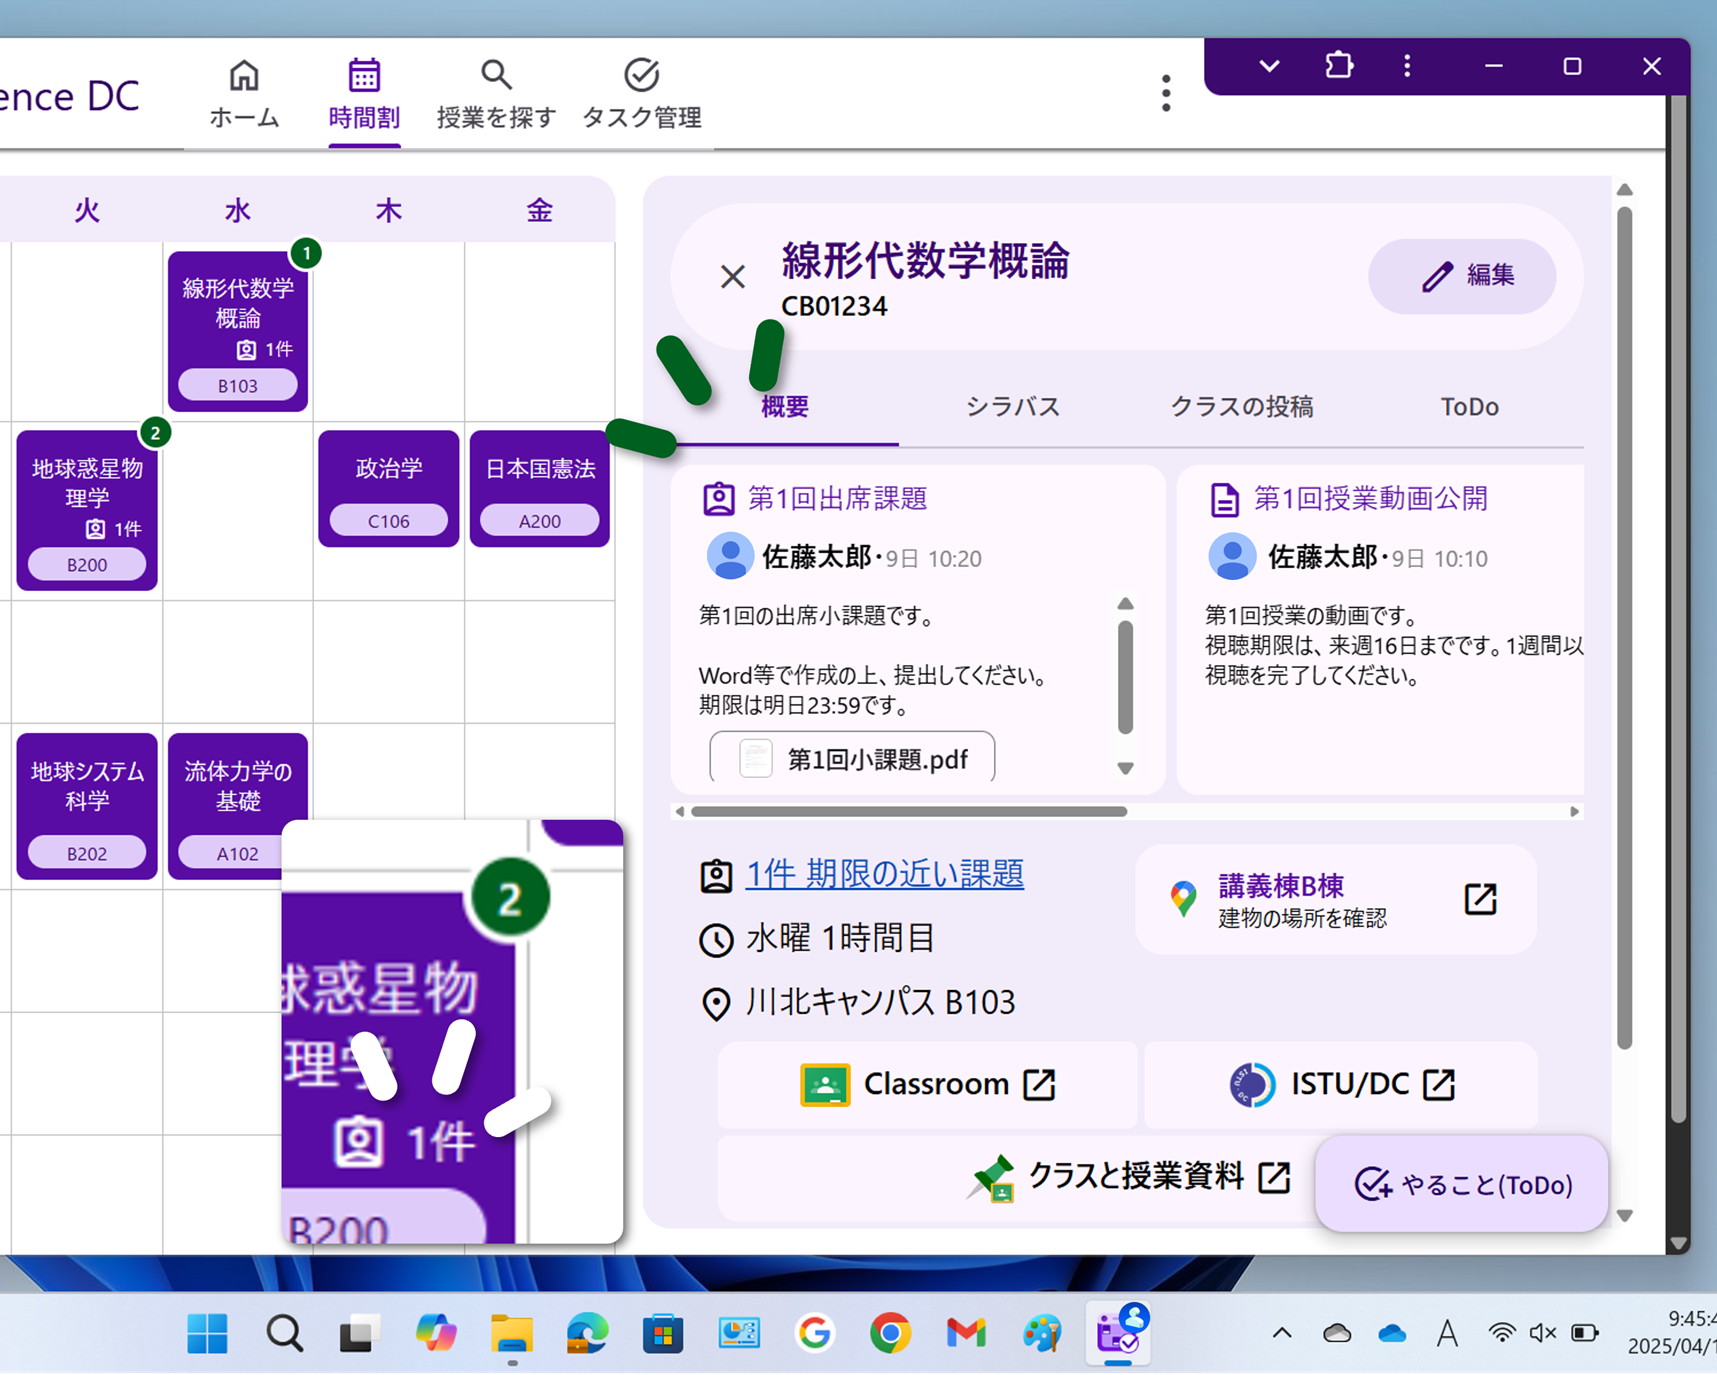 ence DC
ホーム
時間割
授業を探す
タスク管理
火
水
木
金
1
線形代数学
概論
1件
B103
2
地球惑星物
理学
1件
B200
政治学
C106
日本国憲法
A200
地球システム
科学
B202
流体力学の
基礎
A102
2
球惑星物
理学
1件
B200
線形代数学概論
CB01234
編集
概要
シラバス
クラスの投稿
ToDo
第1回出席課題
佐藤太郎・9日 10:20
第1回の出席小課題です。
Word等で作成の上、提出してください。
期限は明日23:59です。
第1回小課題.pdf
第1回授業動画公開
佐藤太郎・9日 10:10
第1回授業の動画です。
視聴期限は、来週16日までです。1週間以
視聴を完了してください。
1件 期限の近い課題
水曜 1時間目
川北キャンパス B103
講義棟B棟
建物の場所を確認
Classroom
ISTU/DC
クラスと授業資料
やること(ToDo)
A
9:45:4
2025/04/1